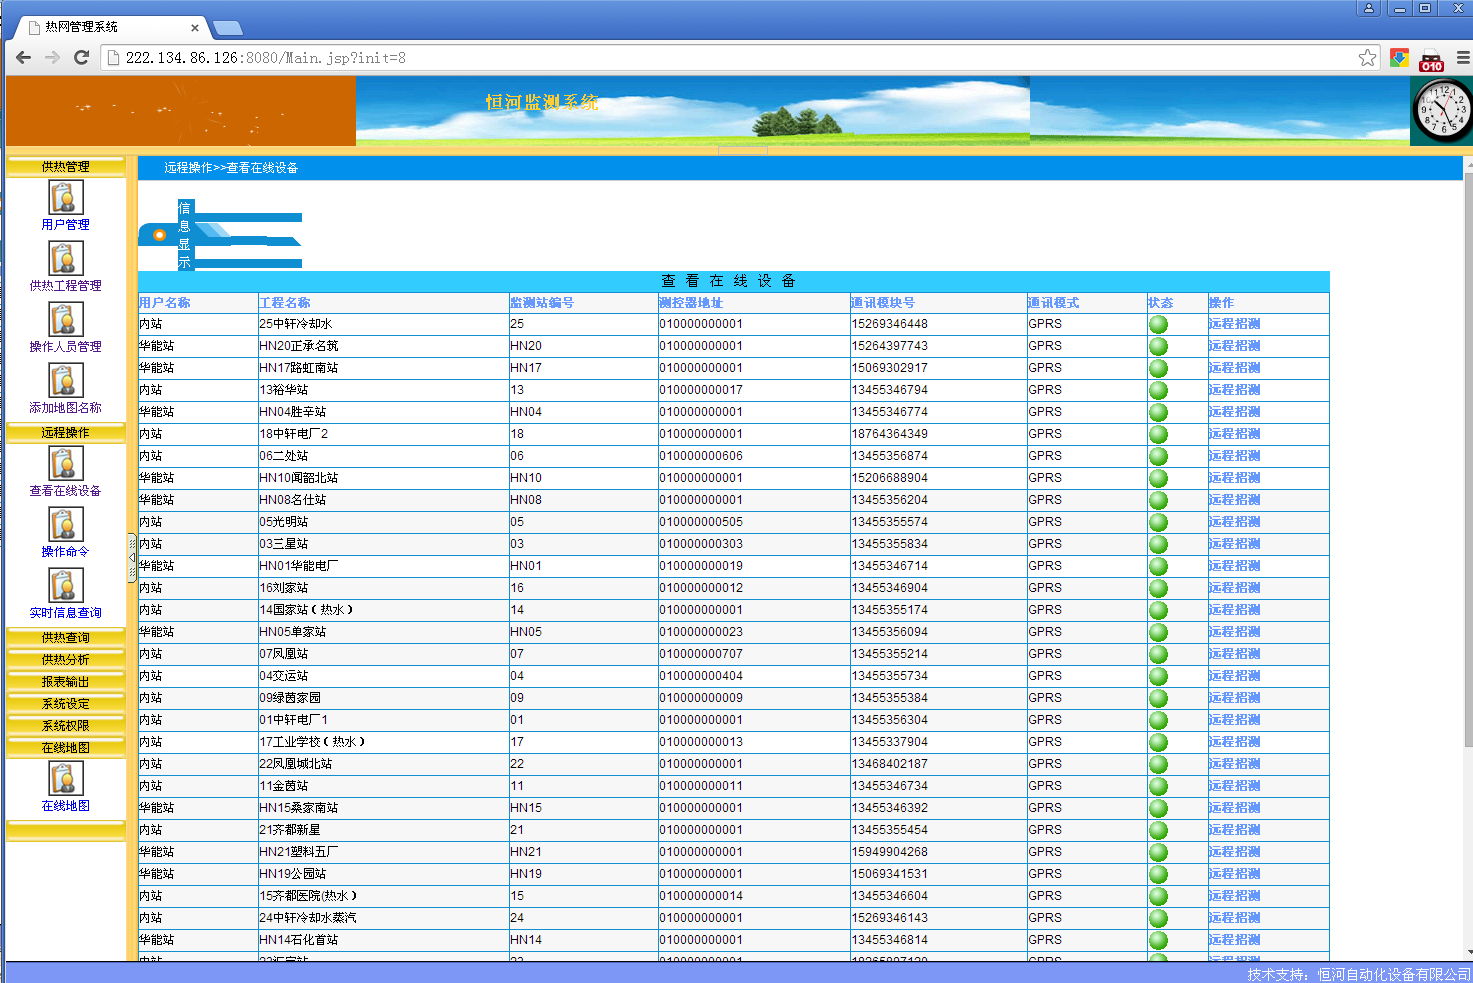 热网管理系统
222.134.86.126:8080/Main.jsp?init=8
010
恒河监测系统
供热管理
用户管理
供热工程管理
操作人员管理
添加地图名称
远程操作
查看在线设备
操作命令
实时信息查询
供热查询
供热分析
报表输出
系统设定
系统权限
在线地图
在线地图
远程操作>>查看在线设备
信息显示
查看在线设备
用户名称 工程名称 监测站编号 测控器地址 通讯模块号 通讯模式 状态 操作
内站 25中轩冷却水 25 010000000001 15269346448 GPRS 远程招测
华能站 HN20正承名筑 HN20 010000000001 15264397743 GPRS 远程招测
华能站 HN17路虹南站 HN17 010000000001 15069302917 GPRS 远程招测
内站 13裕华站 13 010000000017 13455346794 GPRS 远程招测
华能站 HN04胜辛站 HN04 010000000001 13455346774 GPRS 远程招测
内站 18中轩电厂2 18 010000000001 18764364349 GPRS 远程招测
内站 06二处站 06 010000000606 13455356874 GPRS 远程招测
华能站 HN10闻韶北站 HN10 010000000001 15206688904 GPRS 远程招测
华能站 HN08名仕站 HN08 010000000001 13455356204 GPRS 远程招测
内站 05光明站 05 010000000505 13455355574 GPRS 远程招测
内站 03三星站 03 010000000303 13455355834 GPRS 远程招测
华能站 HN01华能电厂 HN01 010000000019 13455346714 GPRS 远程招测
内站 16刘家站 16 010000000012 13455346904 GPRS 远程招测
内站 14国家站（热水） 14 010000000001 13455355174 GPRS 远程招测
华能站 HN05单家站 HN05 010000000023 13455356094 GPRS 远程招测
内站 07凤凰站 07 010000000707 13455355214 GPRS 远程招测
内站 04交运站 04 010000000404 13455355734 GPRS 远程招测
内站 09绿茵家园 09 010000000009 13455355384 GPRS 远程招测
内站 01中轩电厂1 01 010000000001 13455356304 GPRS 远程招测
内站 17工业学校（热水） 17 010000000013 13455337904 GPRS 远程招测
内站 22凤凰城北站 22 010000000001 13468402187 GPRS 远程招测
内站 11金茵站 11 010000000011 13455346734 GPRS 远程招测
华能站 HN15桑家南站 HN15 010000000001 13455346392 GPRS 远程招测
内站 21齐都新星 21 010000000001 13455355454 GPRS 远程招测
华能站 HN21塑料五厂 HN21 010000000001 15949904268 GPRS 远程招测
华能站 HN19公园站 HN19 010000000001 15069341531 GPRS 远程招测
内站 15齐都医院(热水） 15 010000000014 13455346604 GPRS 远程招测
内站 24中轩冷却水蒸汽 24 010000000001 15269346143 GPRS 远程招测
华能站 HN14石化首站 HN14 010000000001 13455346814 GPRS 远程招测
技术支持：恒河自动化设备有限公司